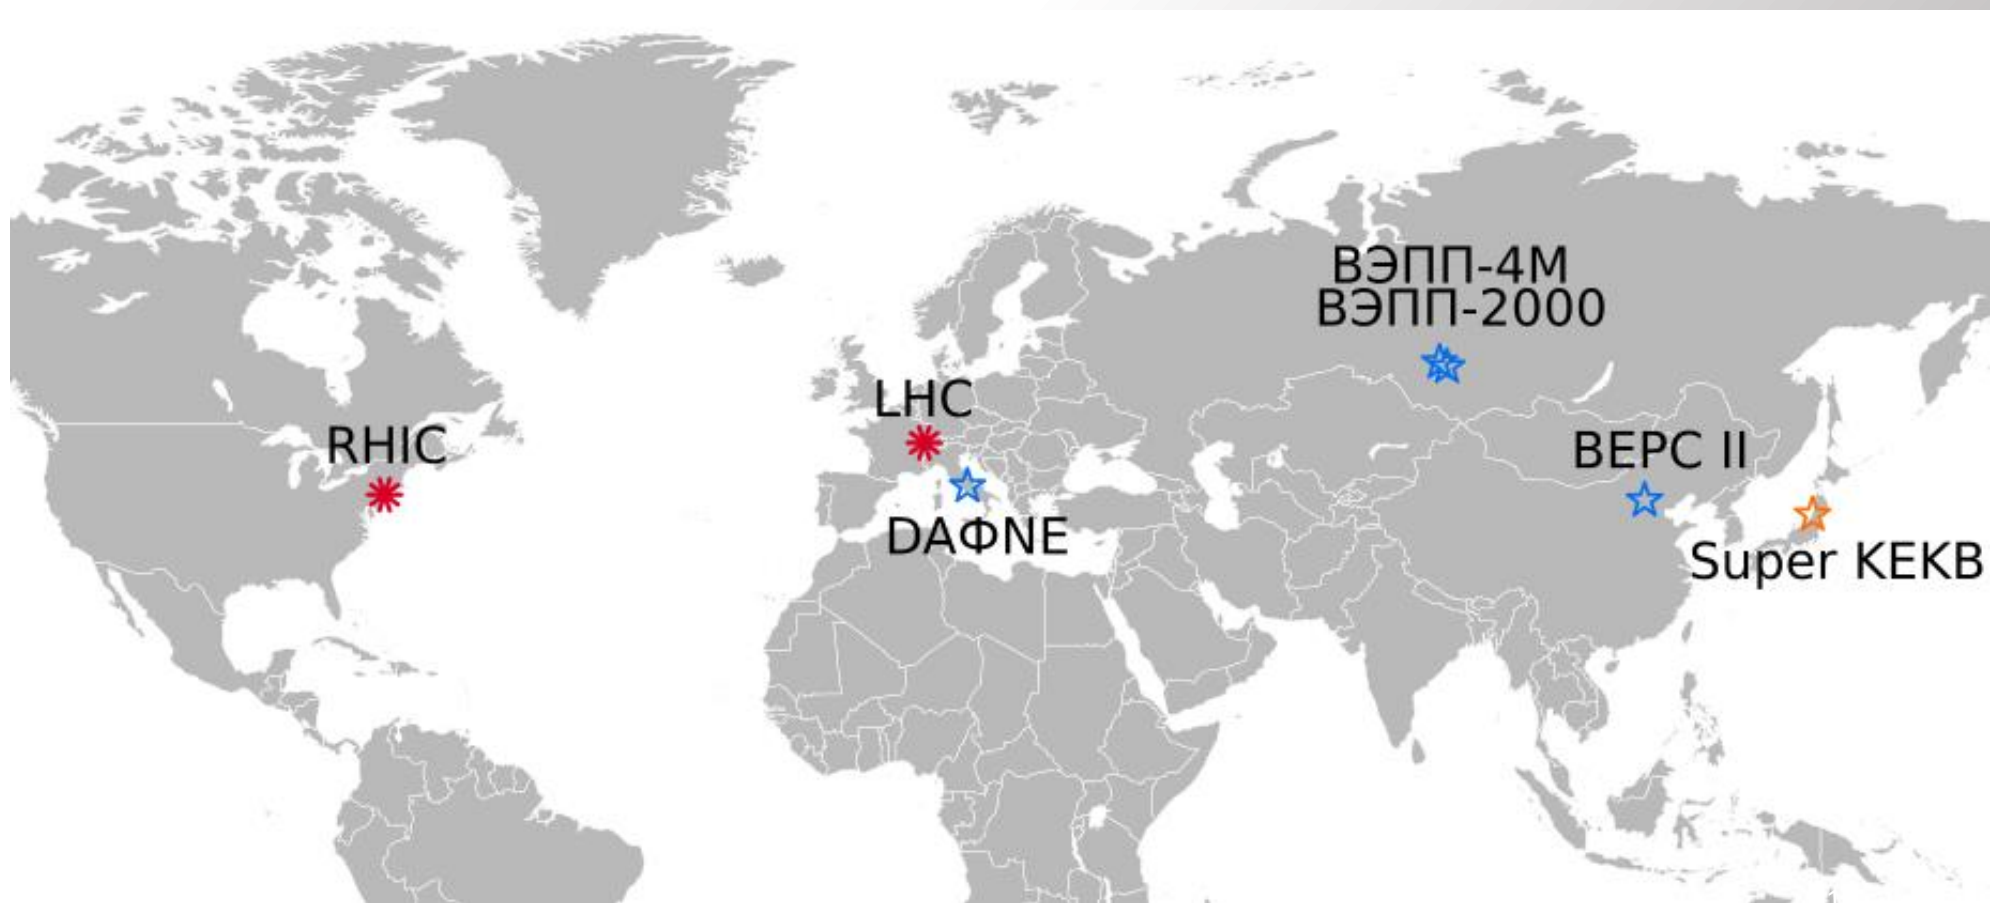 ВЭПП-4М
ВЭПП-2000
LHC
RHIC
BEPC II
DAΦNE
Super KEKB